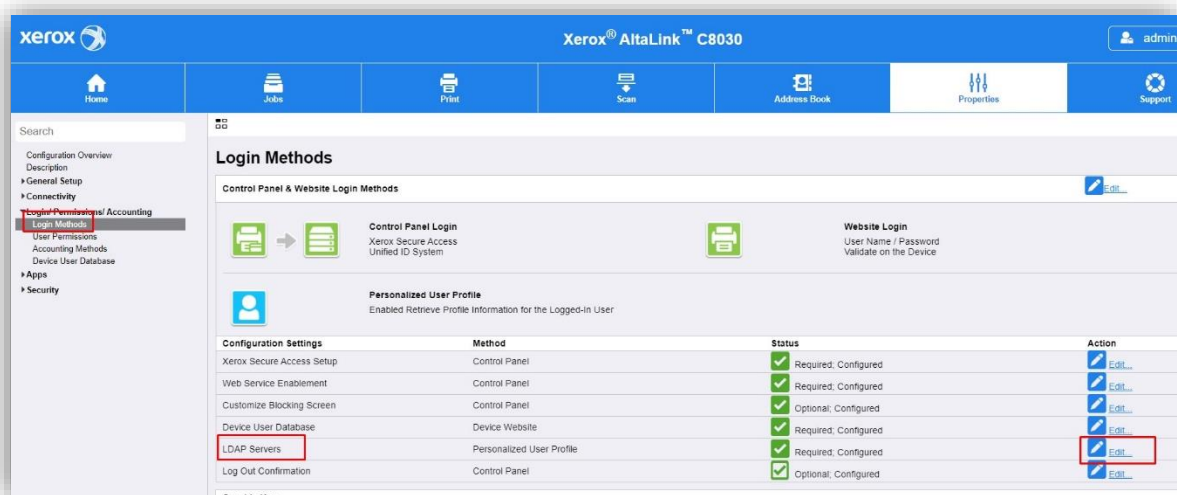 xerox
Xerox® AltaLink™ C8030
admin
Home
Jobs
Print
Scan
Address Book
Properties
Support
Search
Configuration Overview
Description
General Setup
Connectivity
Login/ Permissions/ Accounting
Login Methods
User Permissions
Accounting Methods
Device User Database
Apps
Security
Login Methods
Control Panel & Website Login Methods
Edit...
Control Panel Login
Xerox Secure Access
Unified ID System
Website Login
User Name / Password
Validate on the Device
Personalized User Profile
Enabled Retrieve Profile Information for the Logged-In User
Configuration Settings Method Status Action
Xerox Secure Access Setup Control Panel Required; Configured Edit...
Web Service Enablement Control Panel Required; Configured Edit...
Customize Blocking Screen Control Panel Optional; Configured Edit...
Device User Database Device Website Required; Configured Edit...
LDAP Servers Personalized User Profile Required; Configured Edit...
Log Out Confirmation Control Panel Optional; Configured Edit...